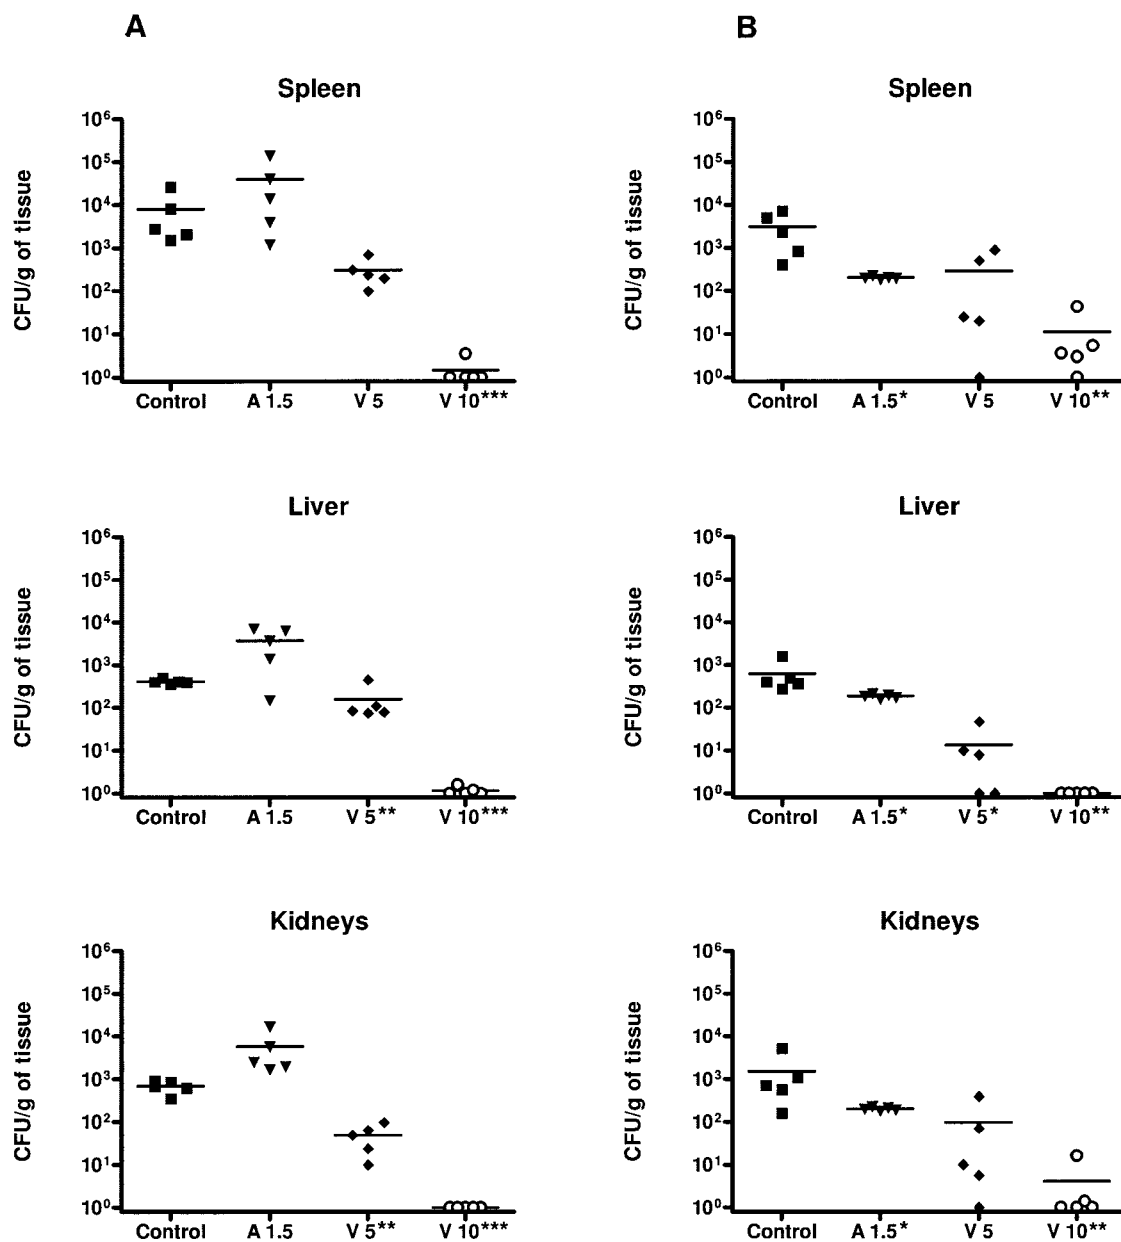 A
Spleen
CFU/g of tissue
10⁶
10⁵
10⁴
10³
10²
10¹
10⁰
Control A 1.5 V 5 V 10***
Liver
CFU/g of tissue
10⁶
10⁵
10⁴
10³
10²
10¹
10⁰
Control A 1.5 V 5** V 10***
Kidneys
CFU/g of tissue
10⁶
10⁵
10⁴
10³
10²
10¹
10⁰
Control A 1.5 V 5** V 10***
B
Spleen
CFU/g of tissue
10⁶
10⁵
10⁴
10³
10²
10¹
10⁰
Control A 1.5* V 5 V 10**
Liver
CFU/g of tissue
10⁶
10⁵
10⁴
10³
10²
10¹
10⁰
Control A 1.5* V 5* V 10**
Kidneys
CFU/g of tissue
10⁶
10⁵
10⁴
10³
10²
10¹
10⁰
Control A 1.5* V 5 V 10**